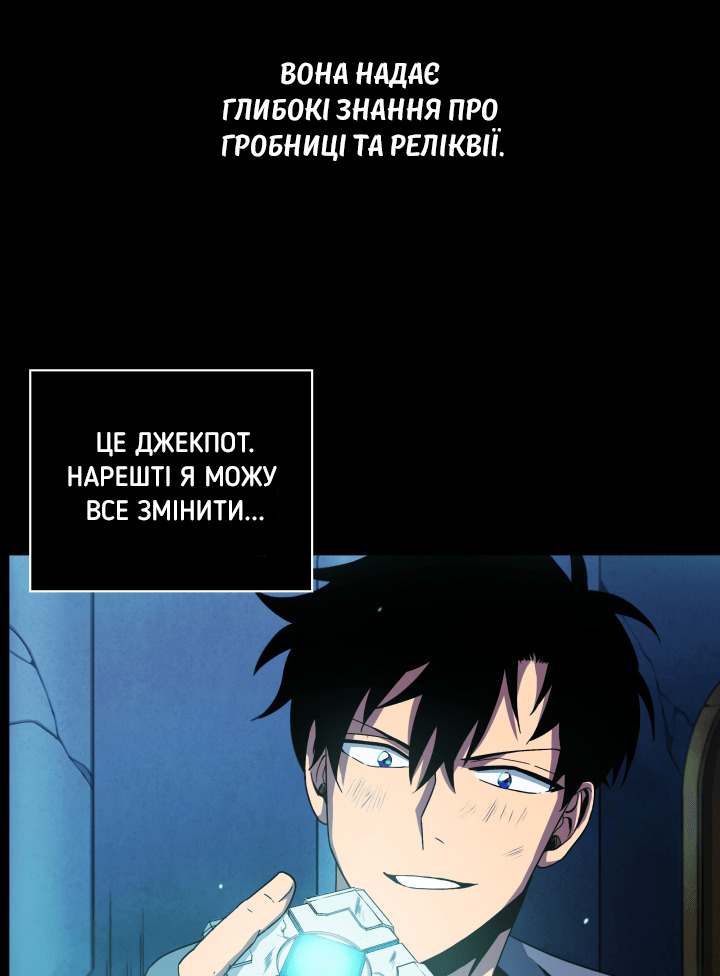 ВОНА НАДАЄ
ГЛИБОКІ ЗНАННЯ ПРО
ГРОБНИЦІ ТА РЕЛІКВІЇ.
ЦЕ ДЖЕКПОТ.
НАРЕШТІ Я МОЖУ
ВСЕ ЗМІНИТИ...